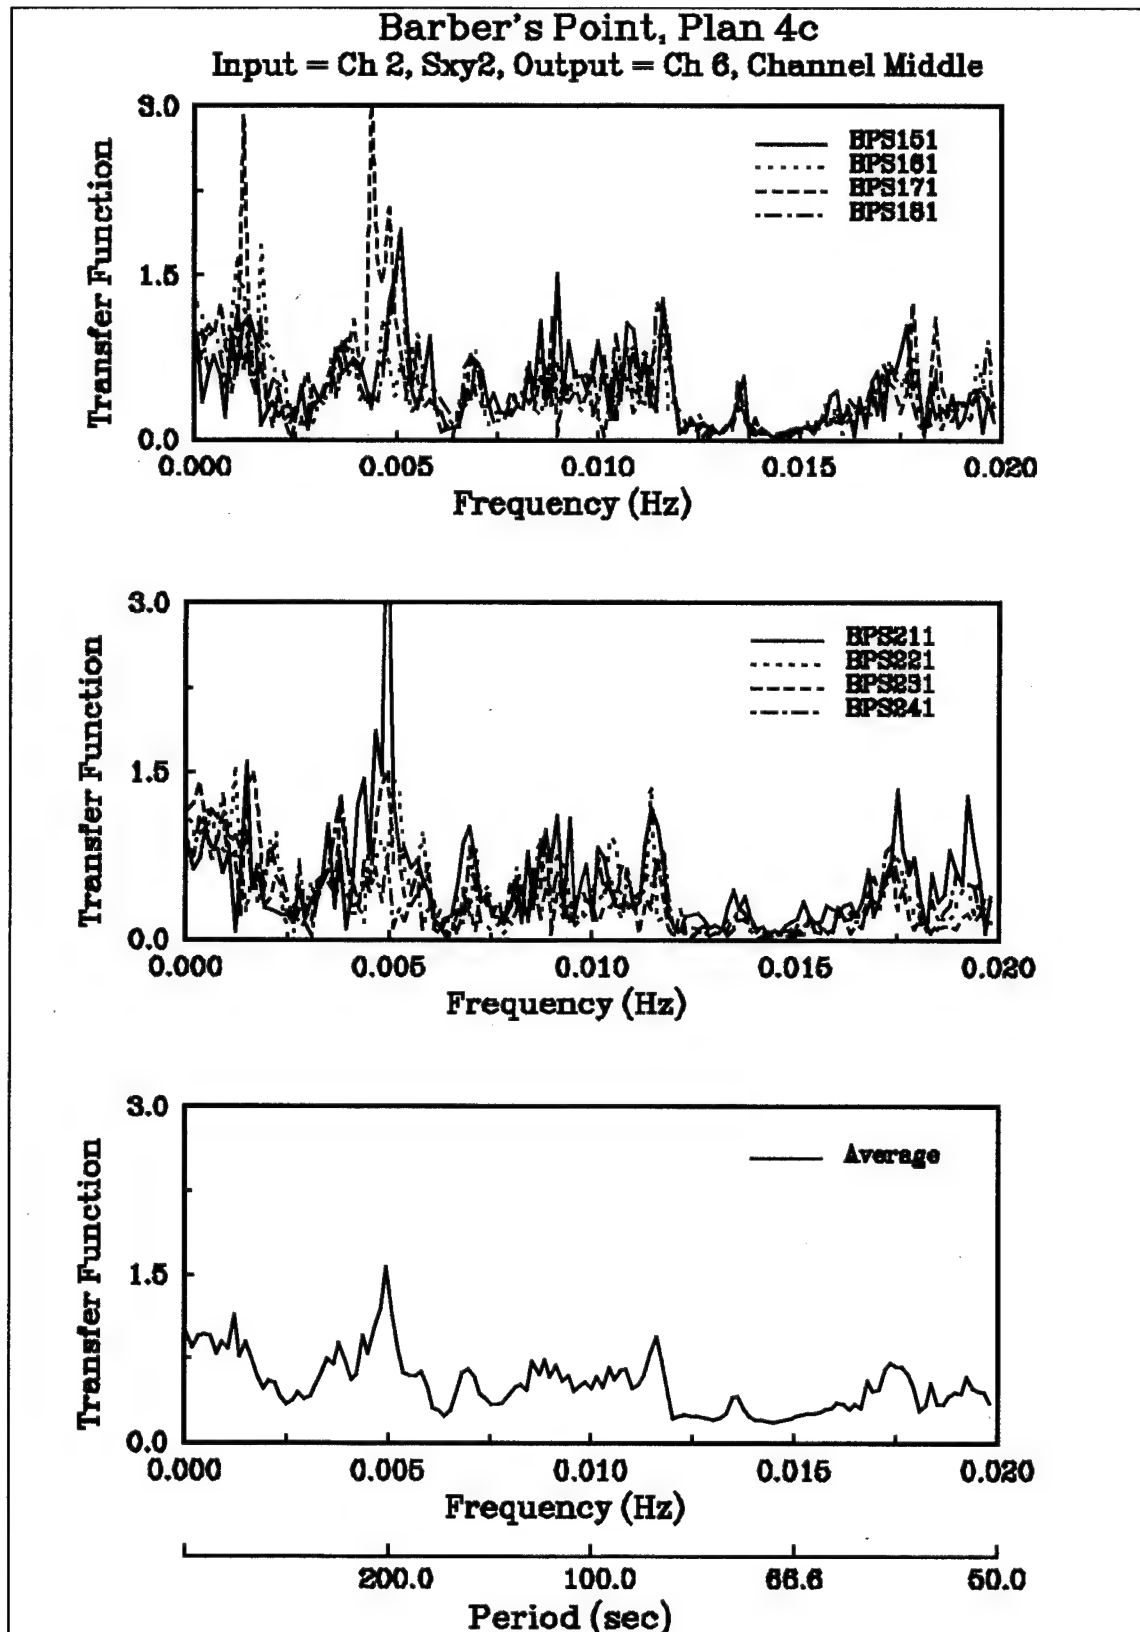 Barber's Point, Plan 4c
Input = Ch 2, Sxy2, Output = Ch 6, Channel Middle
3.0
1.5
0.0
Transfer Function
BPS151
BPS161
BPS171
BPS181
0.000 0.005 0.010 0.015 0.020
Frequency (Hz)
3.0
1.5
0.0
Transfer Function
BPS211
BPS221
BPS231
BPS241
0.000 0.005 0.010 0.015 0.020
Frequency (Hz)
3.0
1.5
0.0
Transfer Function
Average
0.000 0.005 0.010 0.015 0.020
Frequency (Hz)
200.0 100.0 66.6 50.0
Period (sec)